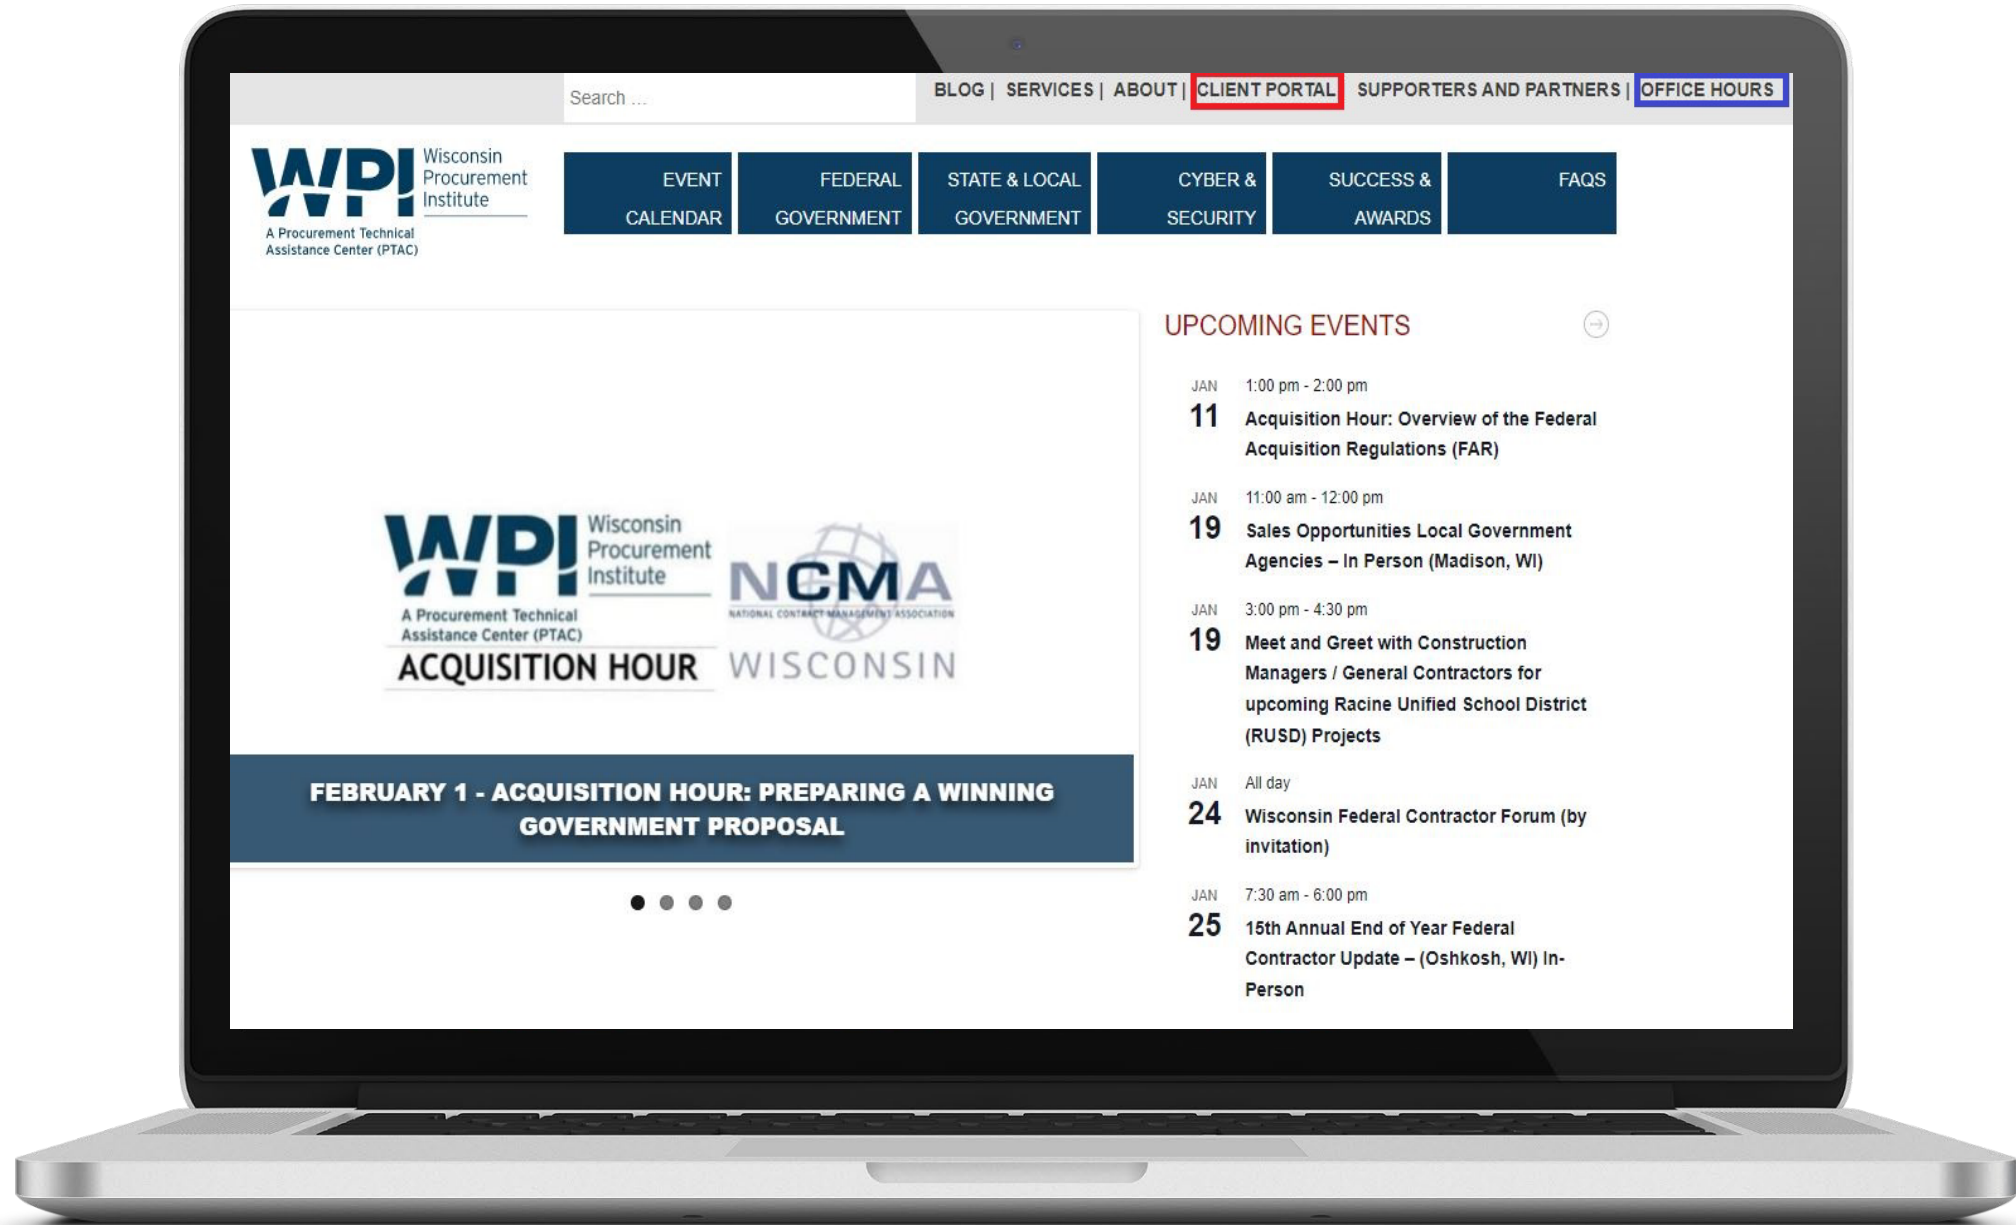 Search ...
BLOG | SERVICES | ABOUT | CLIENT PORTAL SUPPORTERS AND PARTNERS | OFFICE HOURS
WPI
Wisconsin
Procurement
Institute
A Procurement Technical
Assistance Center (PTAC)
EVENT
CALENDAR
FEDERAL
GOVERNMENT
STATE & LOCAL
GOVERNMENT
CYBER &
SECURITY
SUCCESS &
AWARDS
FAQS
WPI
Wisconsin
Procurement
Institute
A Procurement Technical
Assistance Center (PTAC)
ACQUISITION HOUR
NCMA
NATIONAL CONTRACT MANAGEMENT ASSOCIATION
WISCONSIN
FEBRUARY 1 - ACQUISITION HOUR: PREPARING A WINNING
GOVERNMENT PROPOSAL
UPCOMING EVENTS
JAN 1:00 pm - 2:00 pm
11 Acquisition Hour: Overview of the Federal
Acquisition Regulations (FAR)
JAN 11:00 am - 12:00 pm
19 Sales Opportunities Local Government
Agencies – In Person (Madison, WI)
JAN 3:00 pm - 4:30 pm
19 Meet and Greet with Construction
Managers / General Contractors for
upcoming Racine Unified School District
(RUSD) Projects
JAN All day
24 Wisconsin Federal Contractor Forum (by
invitation)
JAN 7:30 am - 6:00 pm
25 15th Annual End of Year Federal
Contractor Update – (Oshkosh, WI) In-
Person